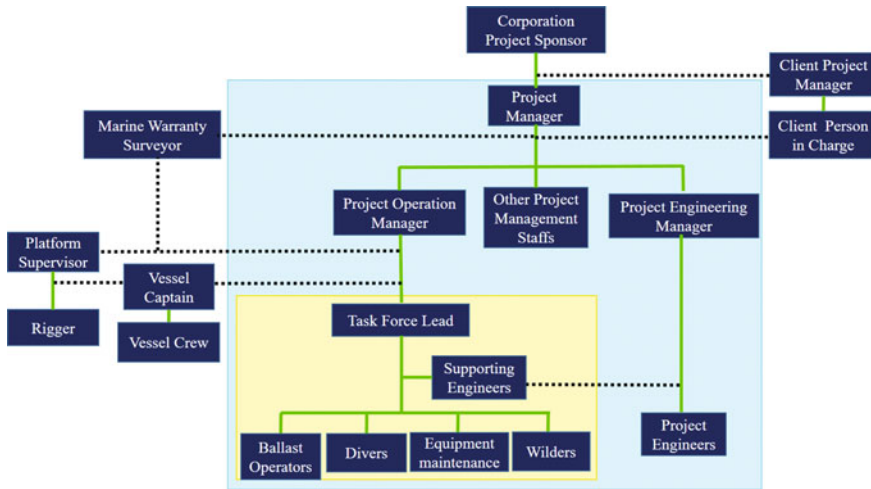 Corporation
Project Sponsor
Client Project
Manager
Project
Manager
Marine Warranty
Surveyor
Client Person
in Charge
Project Operation
Manager
Other Project
Management
Staffs
Project Engineering
Manager
Platform
Supervisor
Vessel
Captain
Rigger
Vessel Crew
Task Force Lead
Supporting
Engineers
Ballast
Operators
Divers
Equipment
maintenance
Wilders
Project
Engineers